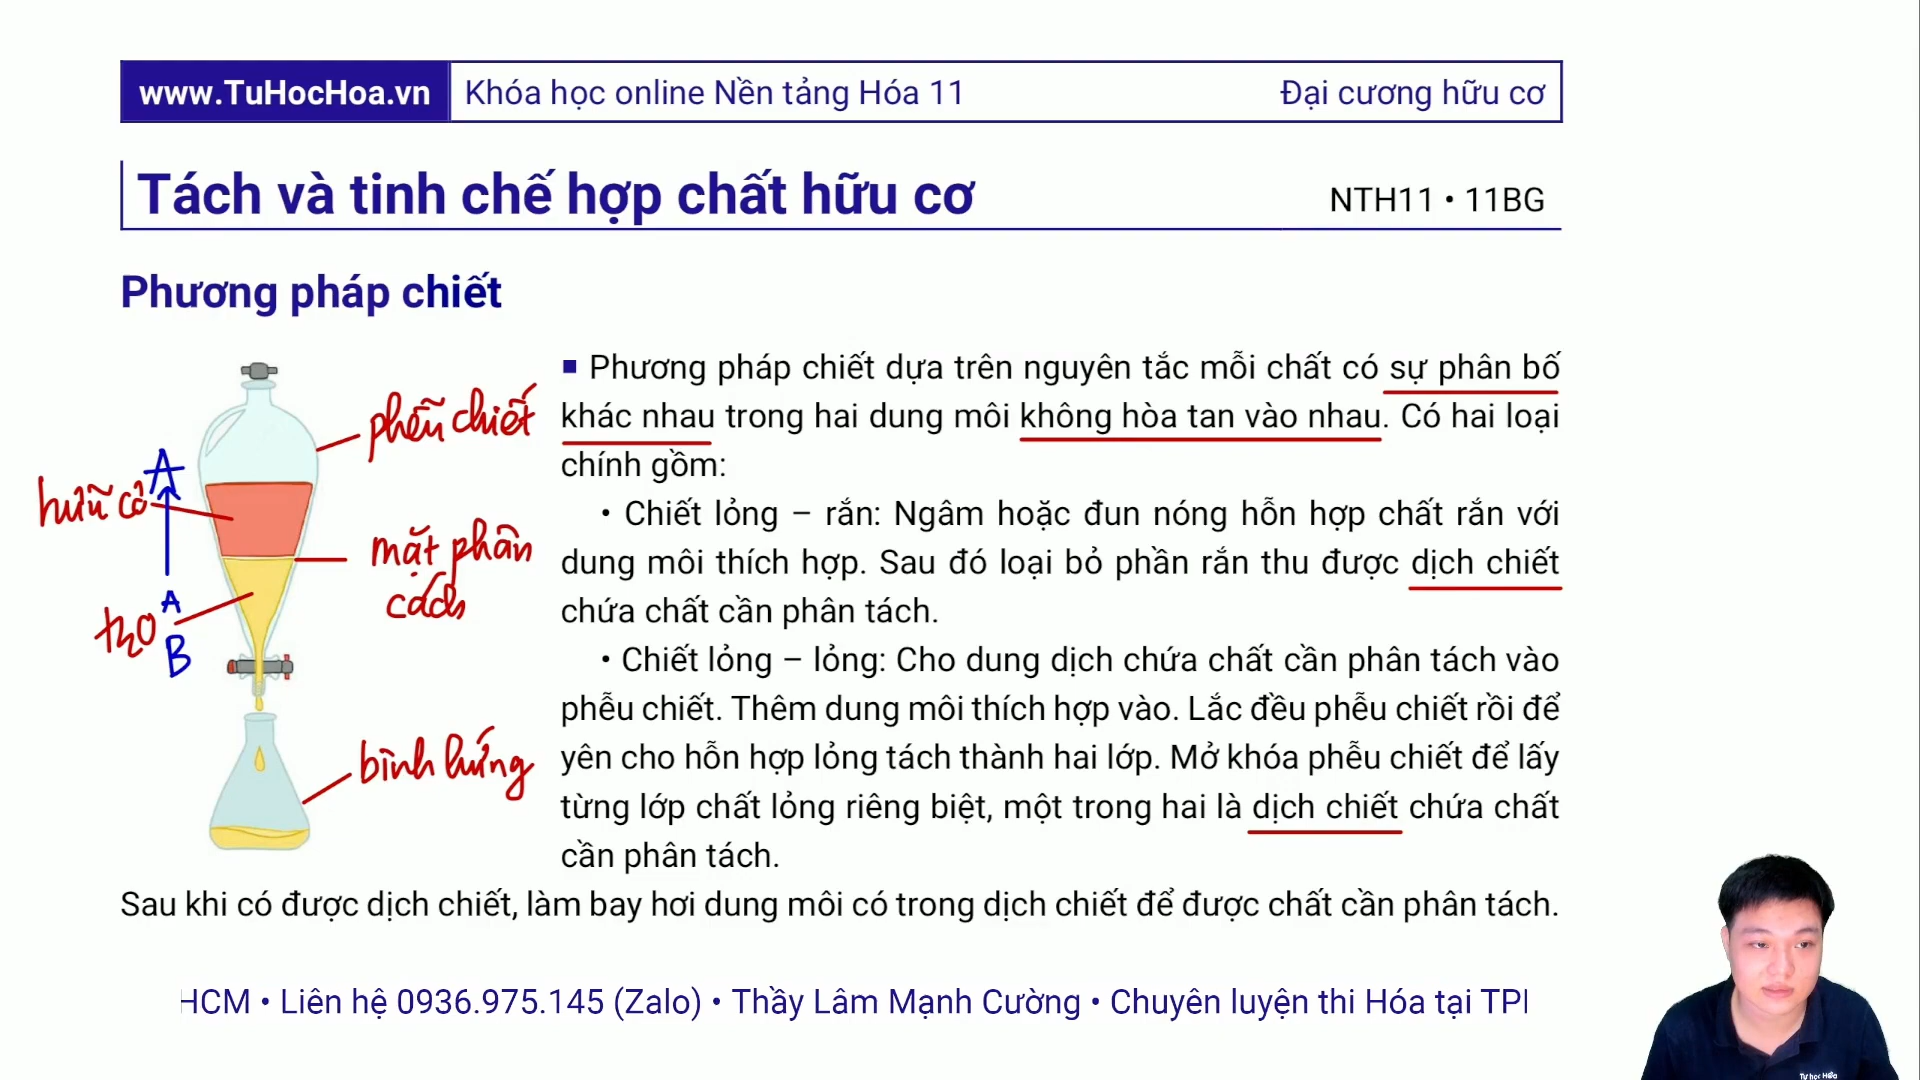 www.TuHocHoa.vn Khóa học online Nền tảng Hóa 11 Đại cương hữu cơ
Tách và tinh chế hợp chất hữu cơ NTH11 • 11BG
Phương pháp chiết
phễu chiết
A
hữu cơ
mặt phân
cách
A
H2O
B
bình hứng
▪ Phương pháp chiết dựa trên nguyên tắc mỗi chất có sự phân bố
khác nhau trong hai dung môi không hòa tan vào nhau. Có hai loại
chính gồm:
• Chiết lỏng – rắn: Ngâm hoặc đun nóng hỗn hợp chất rắn với
dung môi thích hợp. Sau đó loại bỏ phần rắn thu được dịch chiết
chứa chất cần phân tách.
• Chiết lỏng – lỏng: Cho dung dịch chứa chất cần phân tách vào
phễu chiết. Thêm dung môi thích hợp vào. Lắc đều phễu chiết rồi để
yên cho hỗn hợp lỏng tách thành hai lớp. Mở khóa phễu chiết để lấy
từng lớp chất lỏng riêng biệt, một trong hai là dịch chiết chứa chất
cần phân tách.
Sau khi có được dịch chiết, làm bay hơi dung môi có trong dịch chiết để được chất cần phân tách.
HCM • Liên hệ 0936.975.145 (Zalo) • Thầy Lâm Mạnh Cường • Chuyên luyện thi Hóa tại TPH
Tự học Hóa